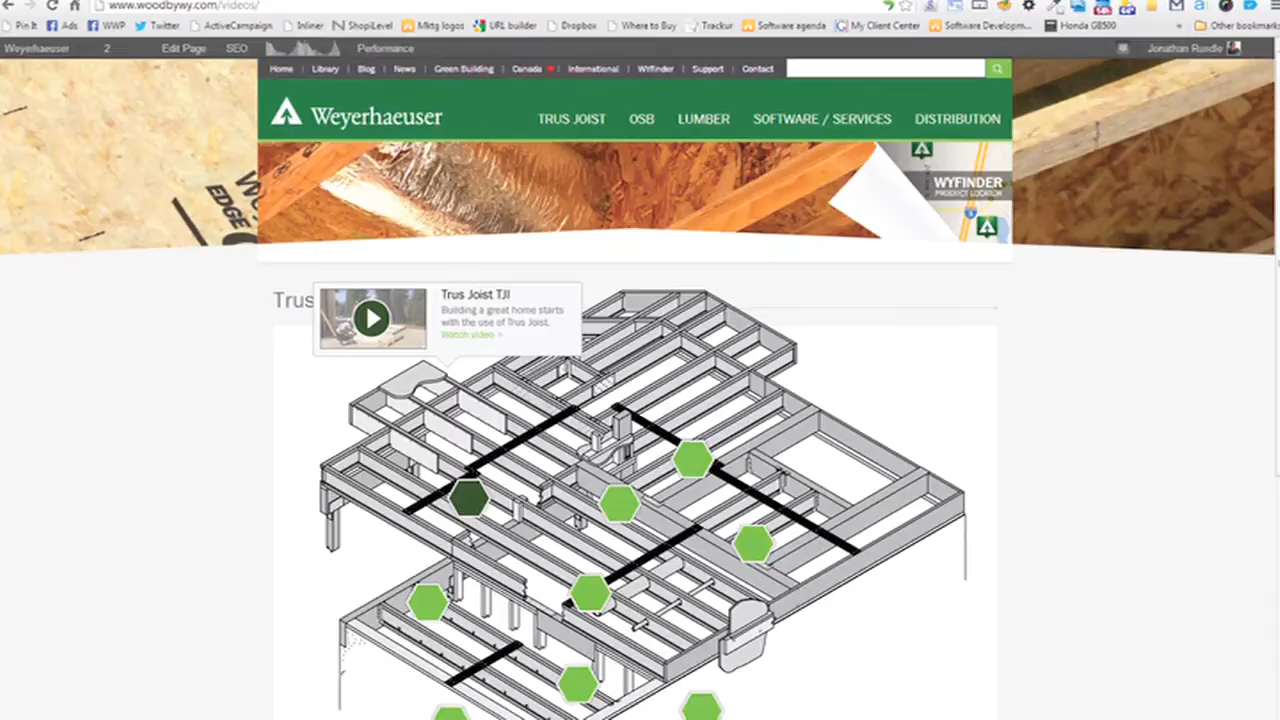 www.woodbywy.com/videos/
Pin It Ads WWP Twitter ActiveCampaign Inliner ShopiLevel Mktg logos URL builder Dropbox Where to Buy Trackur Software agenda My Client Center Software Developm... Honda GB500 » Other bookmarks
Weyerhaeuser 2 Edit Page SEO Performance Jonathan Rundle
Home | Library | Blog | News | Green Building | Canada | International | Wyfinder | Support | Contact
Weyerhaeuser TRUS JOIST OSB LUMBER SOFTWARE / SERVICES DISTRIBUTION
EDGE
WYFINDER
PRODUCT LOCATOR
Trus
Trus Joist TJI
Building a great home starts
with the use of Trus Joist.
Watch video >